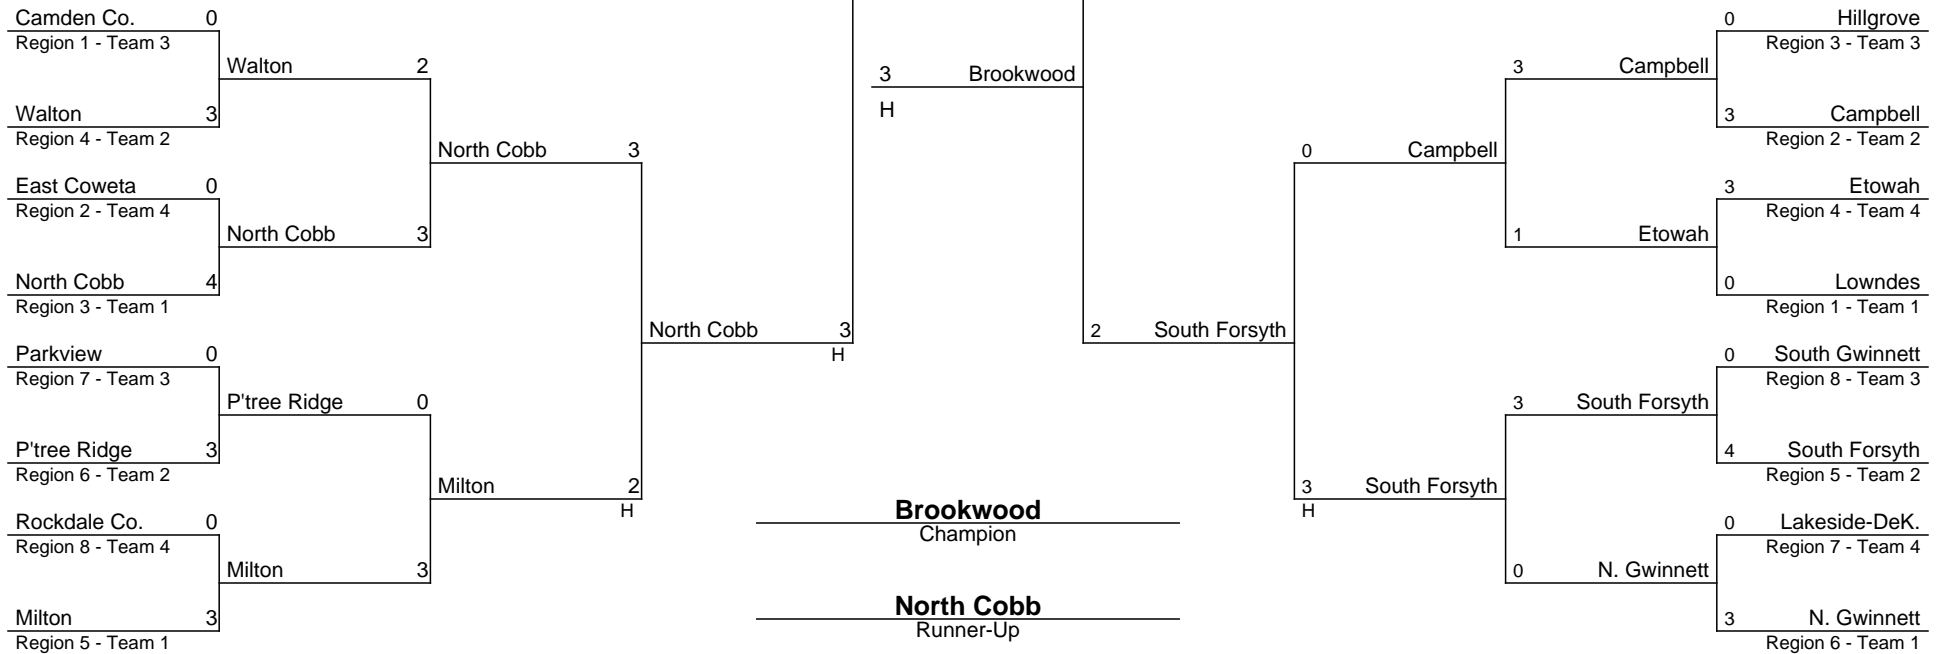 Camden Co. 0
Region 1 - Team 3
Walton 2
Walton 3
Region 4 - Team 2
North Cobb 3
East Coweta 0
Region 2 - Team 4
North Cobb 3
North Cobb 4
Region 3 - Team 1
North Cobb 3
H
Parkview 0
Region 7 - Team 3
P'tree Ridge 0
P'tree Ridge 3
Region 6 - Team 2
Milton 2
H
Rockdale Co. 0
Region 8 - Team 4
Milton 3
Milton 3
Region 5 - Team 1
3 Brookwood
H
Brookwood
Champion
North Cobb
Runner-Up
0 Hillgrove
Region 3 - Team 3
3 Campbell
3 Campbell
Region 2 - Team 2
0 Campbell
3 Etowah
Region 4 - Team 4
1 Etowah
0 Lowndes
Region 1 - Team 1
2 South Forsyth
0 South Gwinnett
Region 8 - Team 3
3 South Forsyth
4 South Forsyth
Region 5 - Team 2
3 South Forsyth
H
0 Lakeside-DeK.
Region 7 - Team 4
0 N. Gwinnett
3 N. Gwinnett
Region 6 - Team 1